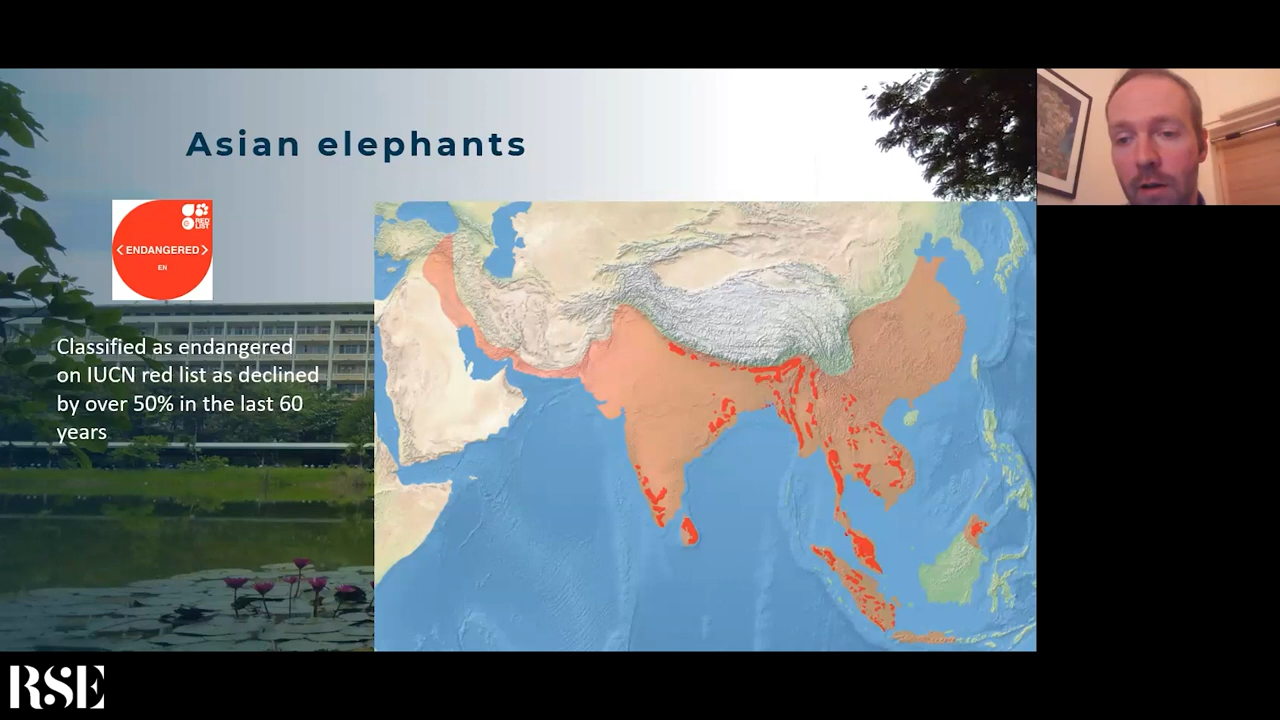 Asian elephants
RED
LIST
< ENDANGERED >
EN
Classified as endangered
on IUCN red list as declined
by over 50% in the last 60
years
RSE